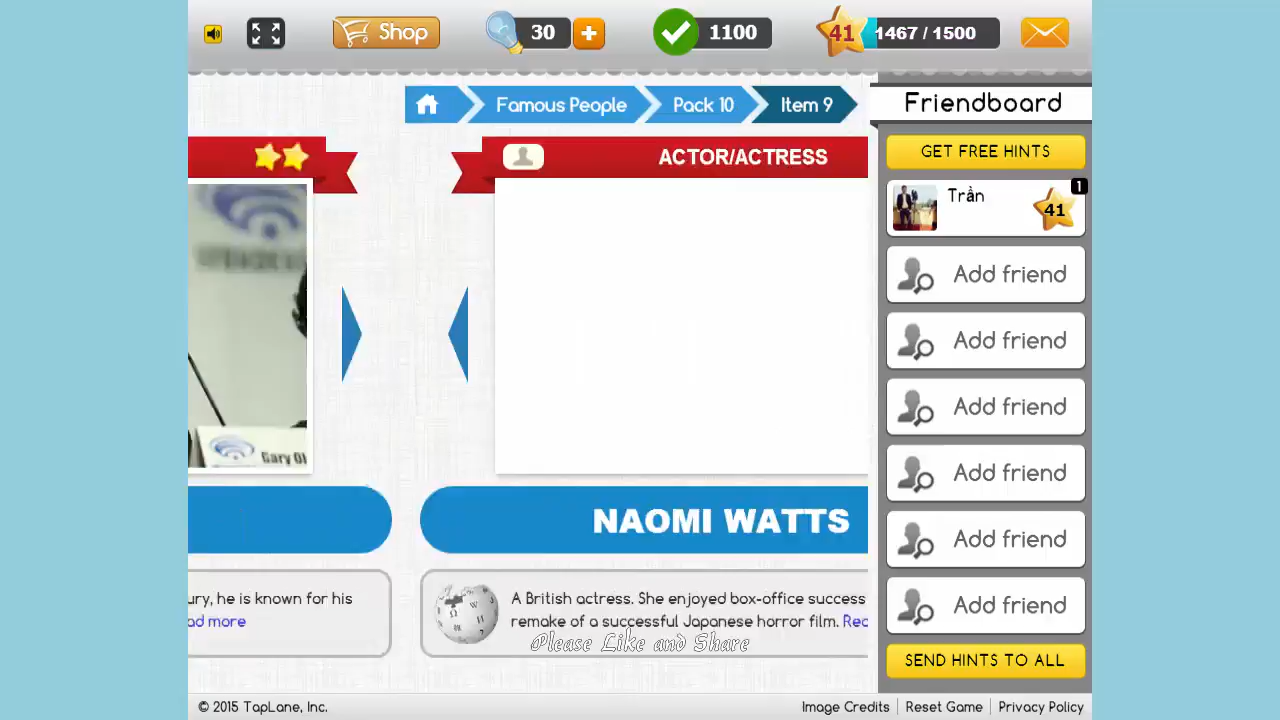 Shop
30
1100
41
1467 / 1500
Famous People
Pack 10
Item 9
Friendboard
ACTOR/ACTRESS
GET FREE HINTS
Trần
41
1
Add friend
Add friend
Add friend
Add friend
Add friend
Add friend
Gary Ol
NAOMI WATTS
ury, he is known for his
ad more
A British actress. She enjoyed box-office success
remake of a successful Japanese horror film. Rea
Please Like and Share
SEND HINTS TO ALL
© 2015 TapLane, Inc.
Image Credits
Reset Game
Privacy Policy